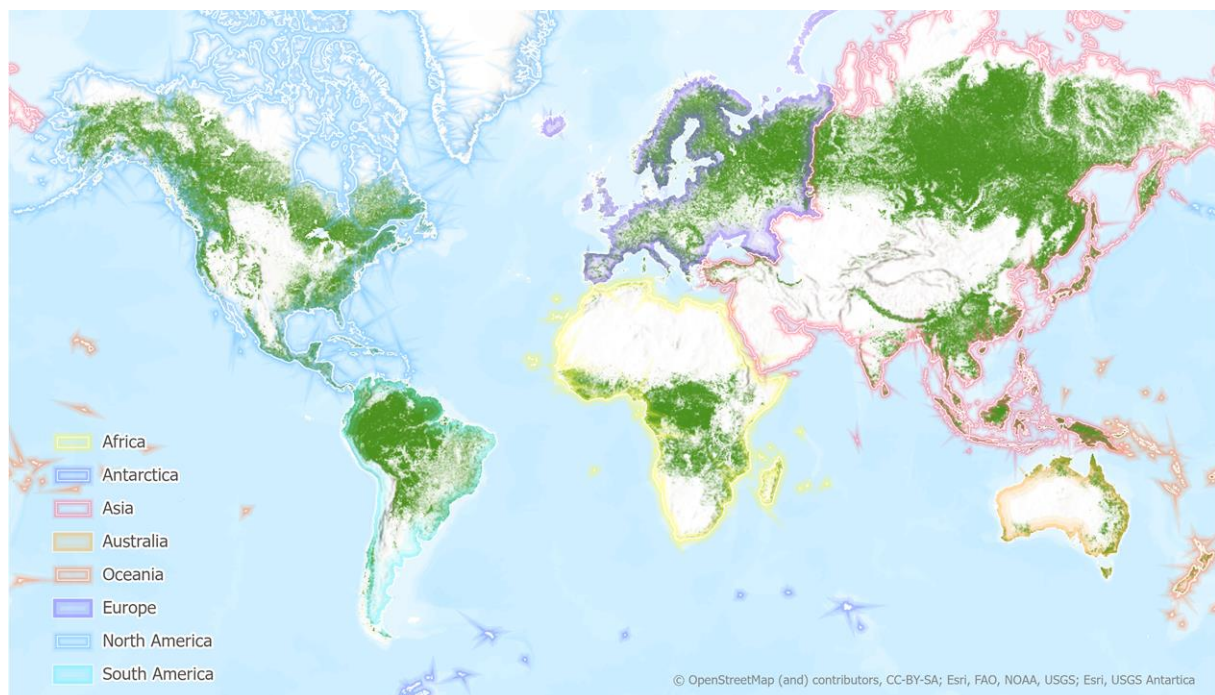 Africa
Antarctica
Asia
Australia
Oceania
Europe
North America
South America
© OpenStreetMap (and) contributors, CC-BY-SA; Esri, FAO, NOAA, USGS; Esri, USGS Antartica